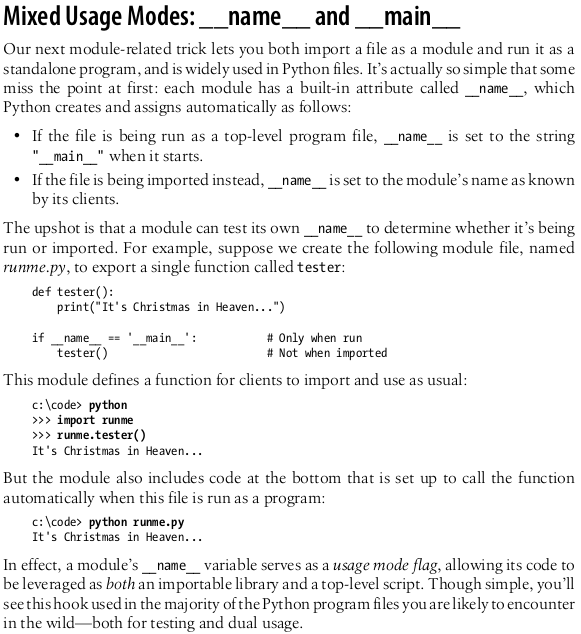 Mixed Usage Modes: __name__ and __main__
Our next module-related trick lets you both import a file as a module and run it as a
standalone program, and is widely used in Python files. It's actually so simple that some
miss the point at first: each module has a built-in attribute called __name__, which
Python creates and assigns automatically as follows:
• If the file is being run as a top-level program file, __name__ is set to the string
"__main__" when it starts.
• If the file is being imported instead, __name__ is set to the module's name as known
by its clients.
The upshot is that a module can test its own __name__ to determine whether it's being
run or imported. For example, suppose we create the following module file, named
runme.py, to export a single function called tester:
def tester():
    print("It's Christmas in Heaven...")
if __name__ == '__main__':          # Only when run
    tester()                        # Not when imported
This module defines a function for clients to import and use as usual:
c:\code> python
>>> import runme
>>> runme.tester()
It's Christmas in Heaven...
But the module also includes code at the bottom that is set up to call the function
automatically when this file is run as a program:
c:\code> python runme.py
It's Christmas in Heaven...
In effect, a module's __name__ variable serves as a usage mode flag, allowing its code to
be leveraged as both an importable library and a top-level script. Though simple, you'll
see this hook used in the majority of the Python program files you are likely to encounter
in the wild—both for testing and dual usage.